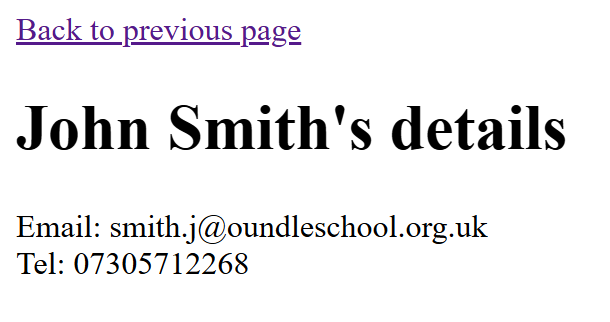 Back to previous page
John Smith's details
Email: smith.j@oundleschool.org.uk
Tel: 07305712268